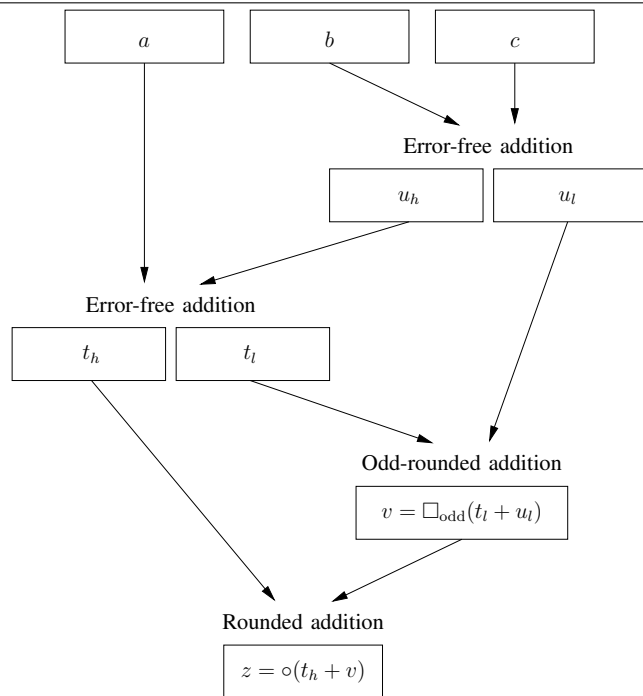 a b c
Error-free addition
u_h u_l
Error-free addition
t_h t_l
Odd-rounded addition
v = □_odd(t_l + u_l)
Rounded addition
z = ∘(t_h + v)